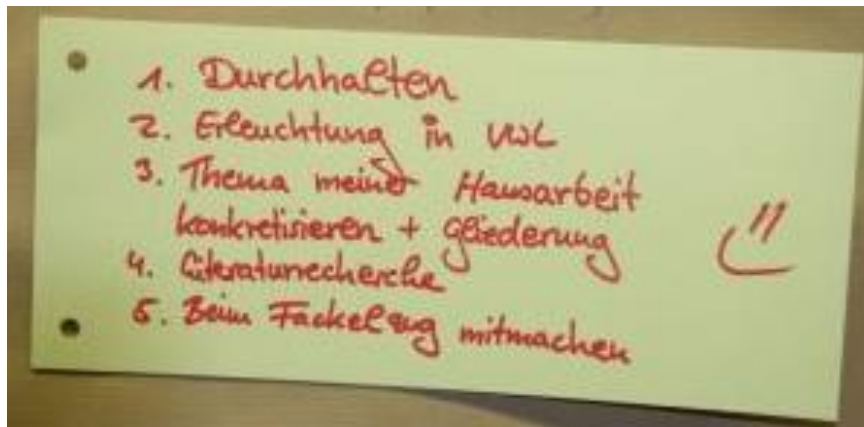 1. Durchhalten
2. Erleuchtung in VWL
3. Thema meiner Hausarbeit
konkretisieren + Gliederung
4. Literaturrecherche
5. Beim Fackelzug mitmachen